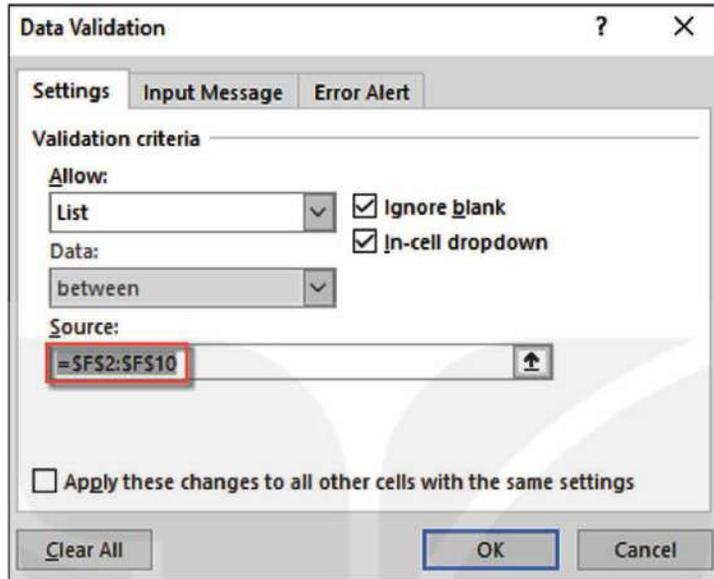 Data Validation ?
Settings Input Message Error Alert
Validation criteria
Allow:
List
Ignore blank
In-cell dropdown
Data:
between
Source:
=$F$2:$F$10
Apply these changes to all other cells with the same settings
Clear All OK Cancel